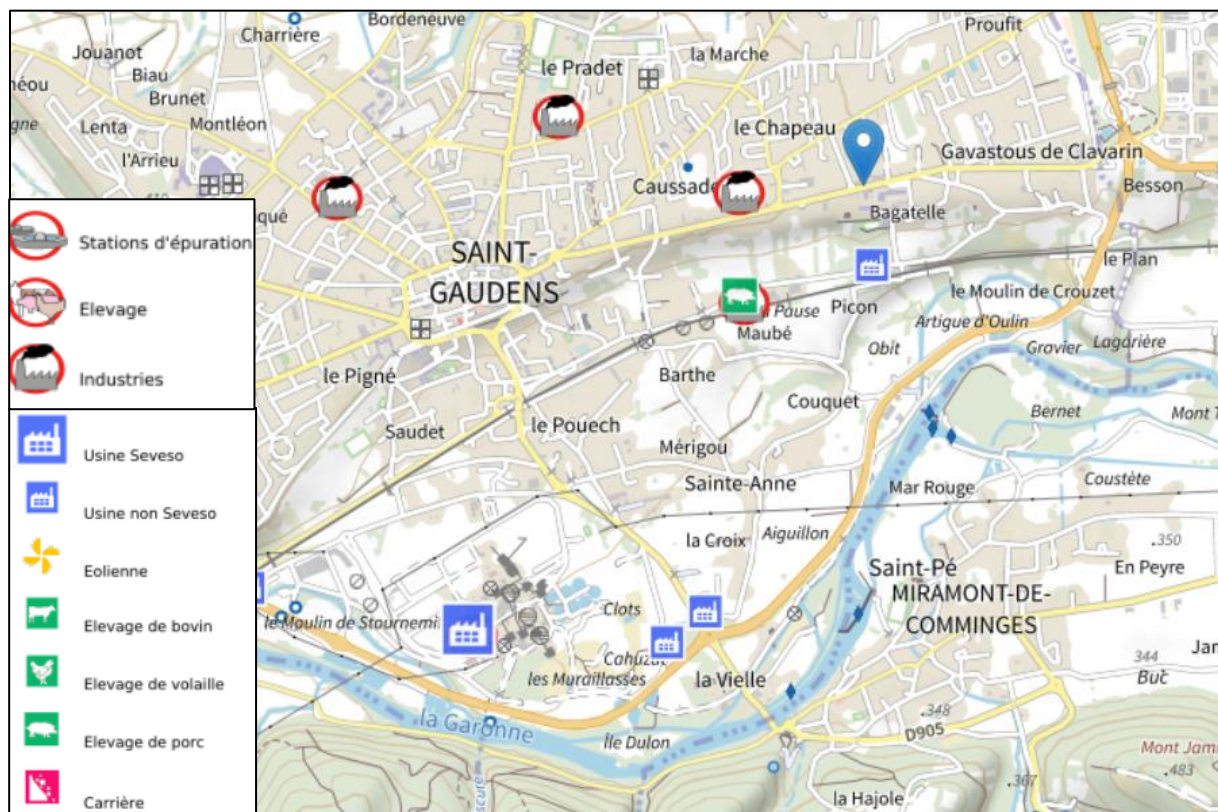 Bordeneuve
Charrière
Proufit
Jouanot
la Marche
le Pradet
Biau
Brunet
Lenta
Montléon
le Chapeau
l'Arrieu
Gavastous de Clavarin
Besson
Bagatelle
SAINT-
GAUDENS
le Plan
Picon
le Moulin de Crouzet
Artigue d'Oulin
Pause
Maubé
Obit
Gravier
Lagarière
le Pigné
Barthe
Couquet
Bernet
Saudet
le Pouech
Mérigou
Sainte-Anne
Mar Rouge
Coustète
la Croix
Aiguillon
.350
En Peyre
Saint-Pé
MIRAMONT-DE-
COMMINGES
Clots
le Moulin de Stournemi
les Muraillasses
la Vielle
344
Buc
la Garonne
Île Dulon
.348
D905
.367
.483
la Hajole
Stations d'épuration
Elevage
Industries
Usine Seveso
Usine non Seveso
Eolienne
Elevage de bovin
Elevage de volaille
Elevage de porc
Carrière